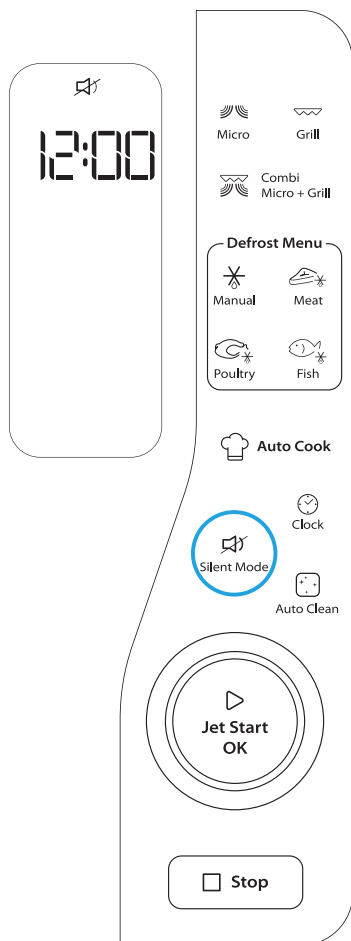 12:00
Micro Grill
Combi
Micro + Grill
Defrost Menu
Manual Meat
Poultry Fish
Auto Cook
Clock
Silent Mode
Auto Clean
Jet Start
OK
Stop